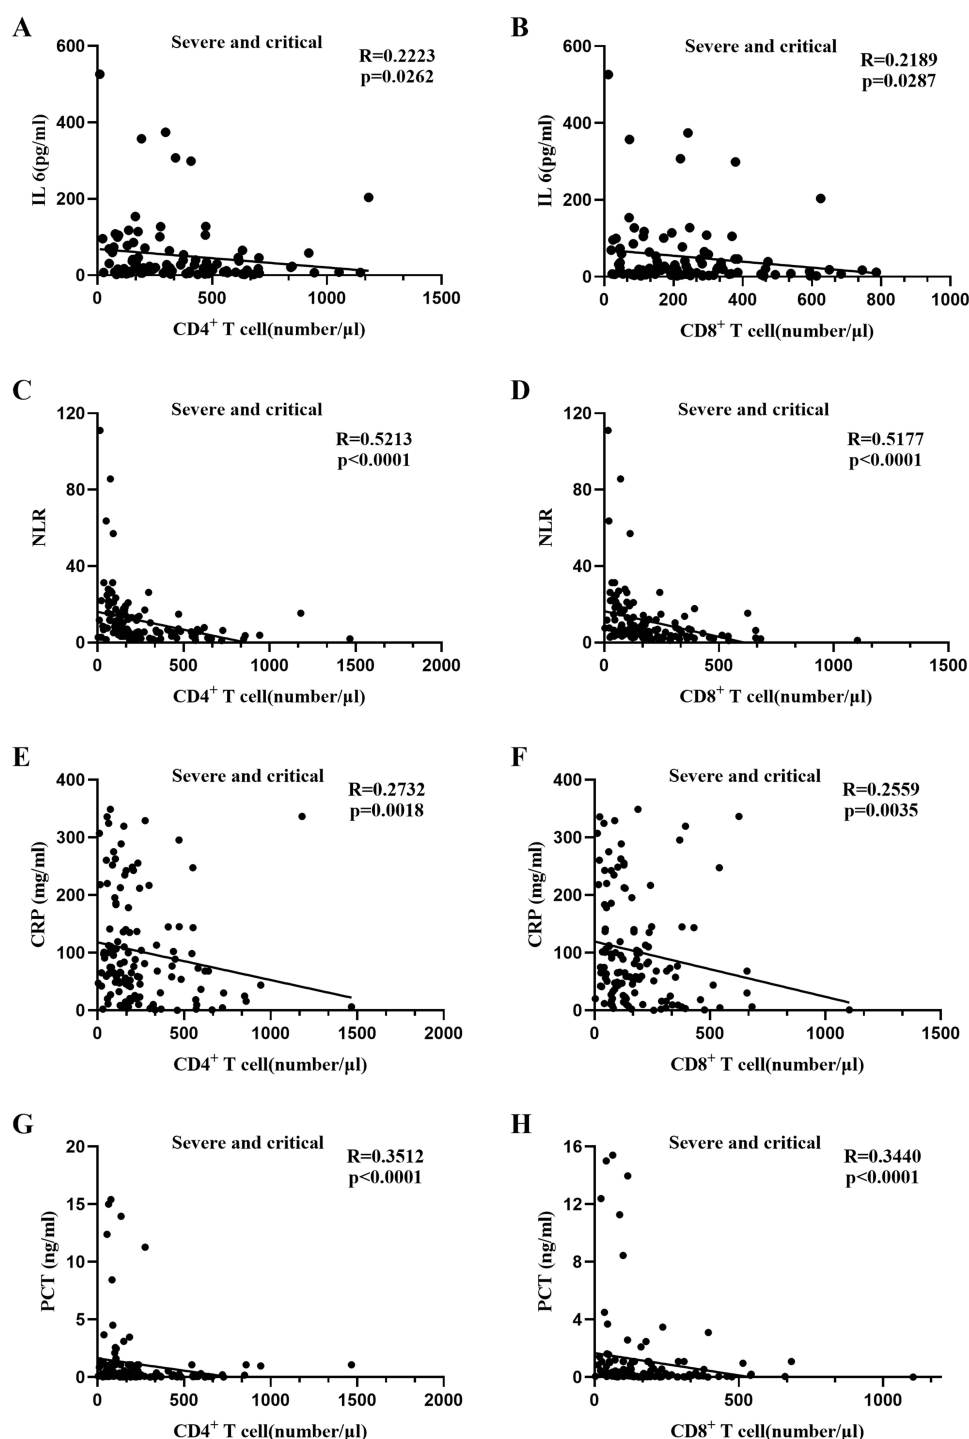 A
Severe and critical
R=0.2223
p=0.0262
IL 6(pg/ml)
600
400
200
0
0 500 1000 1500
CD4+ T cell(number/μl)
B
Severe and critical
R=0.2189
p=0.0287
IL 6(pg/ml)
600
400
200
0
0 200 400 600 800 1000
CD8+ T cell(number/μl)
C
Severe and critical
R=0.5213
p<0.0001
NLR
120
80
40
0
0 500 1000 1500 2000
CD4+ T cell(number/μl)
D
Severe and critical
R=0.5177
p<0.0001
NLR
120
80
40
0
0 500 1000 1500
CD8+ T cell(number/μl)
E
Severe and critical
R=0.2732
p=0.0018
CRP (mg/ml)
400
300
200
100
0
0 500 1000 1500 2000
CD4+ T cell(number/μl)
F
Severe and critical
R=0.2559
p=0.0035
CRP (mg/ml)
400
300
200
100
0
0 500 1000 1500
CD8+ T cell(number/μl)
G
Severe and critical
R=0.3512
p<0.0001
PCT (ng/ml)
20
15
10
5
0
0 500 1000 1500 2000
CD4+ T cell(number/μl)
H
Severe and critical
R=0.3440
p<0.0001
PCT (ng/ml)
16
12
8
4
0
0 500 1000
CD8+ T cell(number/μl)